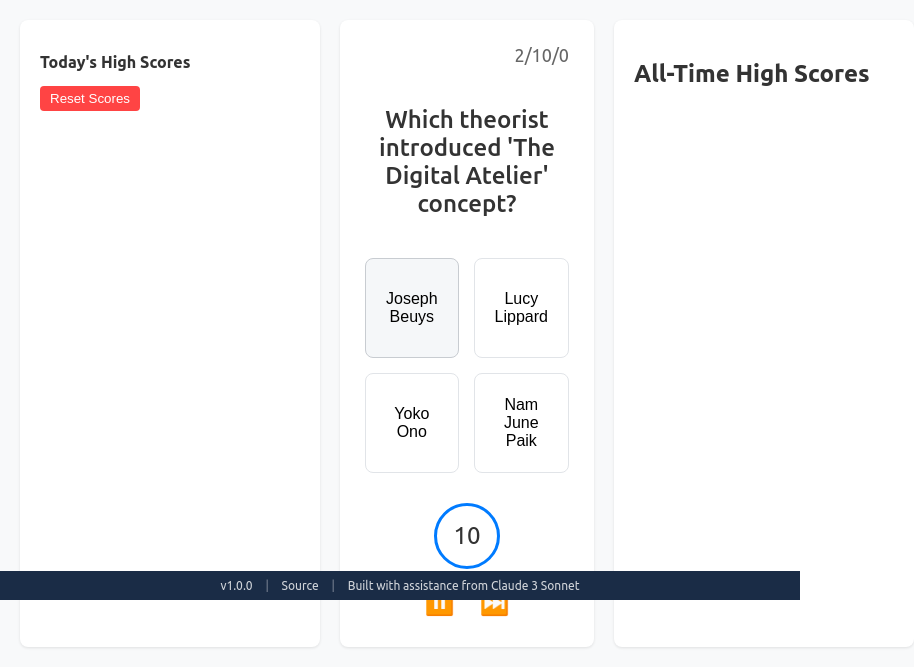 Today's High Scores
Reset Scores
2/10/0
Which theorist
introduced 'The
Digital Atelier'
concept?
Joseph
Beuys
Lucy
Lippard
Yoko
Ono
Nam
June
Paik
10
All-Time High Scores
v1.0.0 | Source | Built with assistance from Claude 3 Sonnet